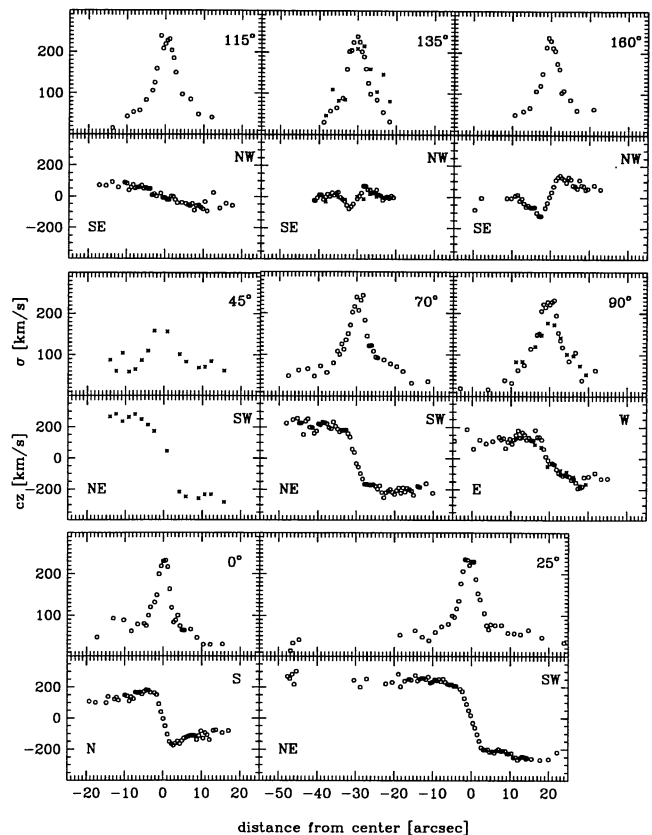 200
100
115°
135°
160°
200
0
−200
NW
NW
NW
SE
SE
SE
σ [km/s]
200
100
45°
70°
90°
cz [km/s]
200
0
−200
SW
SW
W
NE
NE
E
200
100
0°
25°
200
0
−200
S
SW
N
NE
−20 −10 0 10 −50 −40 −30 −20 −10 0 10 20
distance from center [arcsec]